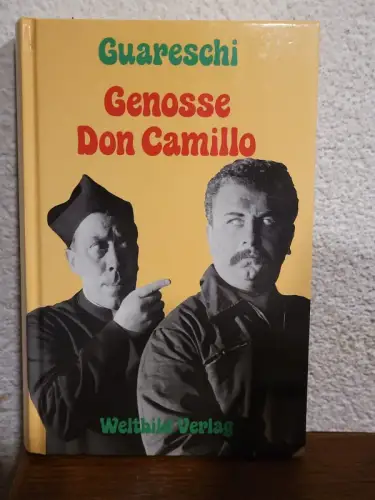 Guareschi
Genosse
Don Camillo
Weltbild Verlag